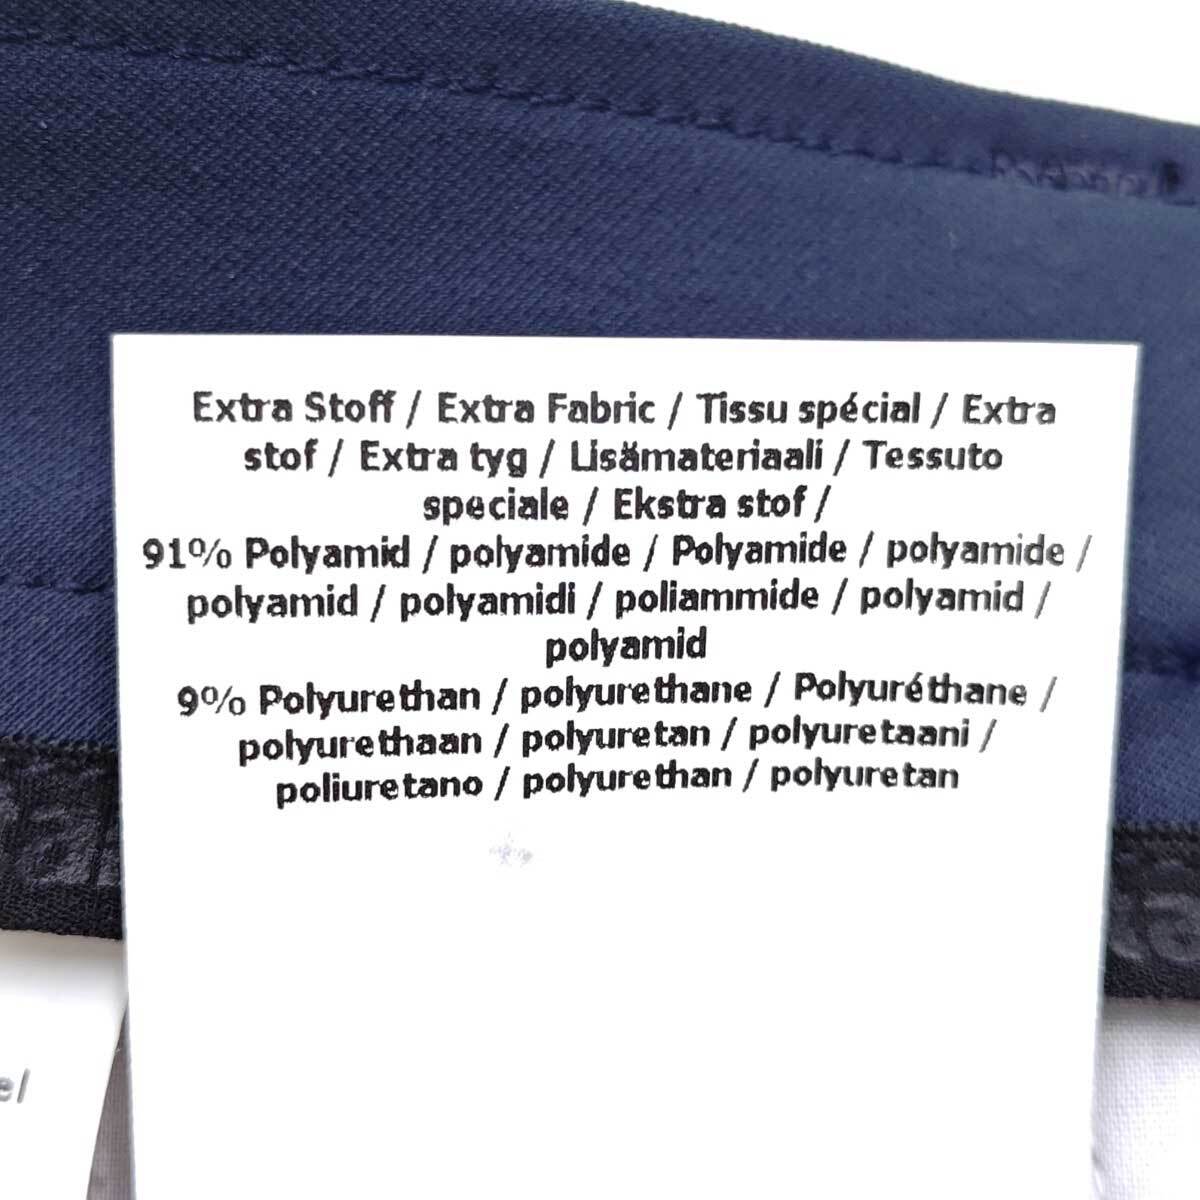 Extra Stoff / Extra Fabric / Tissu spécial / Extra
stof / Extra tyg / Lisämateriaali / Tessuto
speciale / Ekstra stof /
91% Polyamid / polyamide / Polyamide / polyamide /
polyamid / polyamidi / poliammide / polyamid /
polyamid
9% Polyurethan / polyurethane / Polyuréthane /
polyurethaan / polyuretan / polyuretaani /
poliuretano / polyurethan / polyuretan